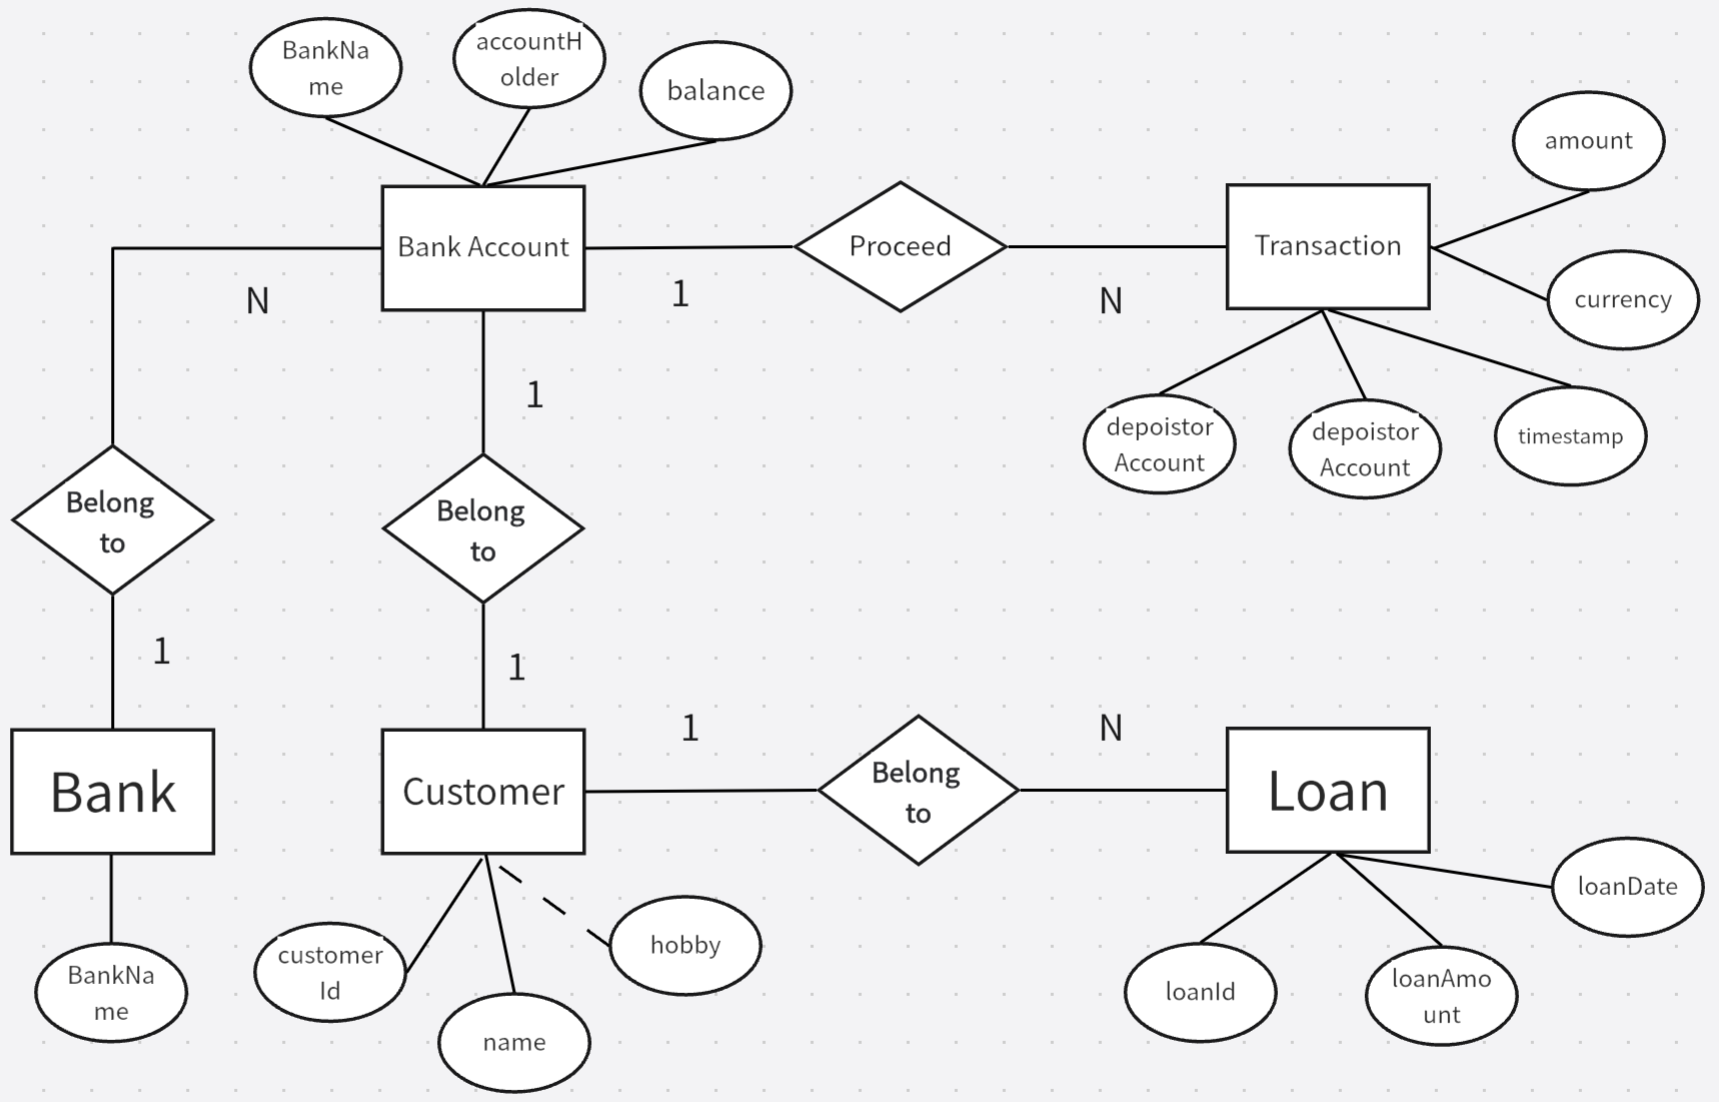 BankNa
me
accountH
older
balance
amount
Bank Account
Proceed
Transaction
N
1
N
currency
1
depoistor
Account
depoistor
Account
timestamp
Belong
to
Belong
to
1
1
1
N
Bank
Customer
Belong
to
Loan
BankNa
me
customer
Id
name
hobby
loanId
loanAmo
unt
loanDate